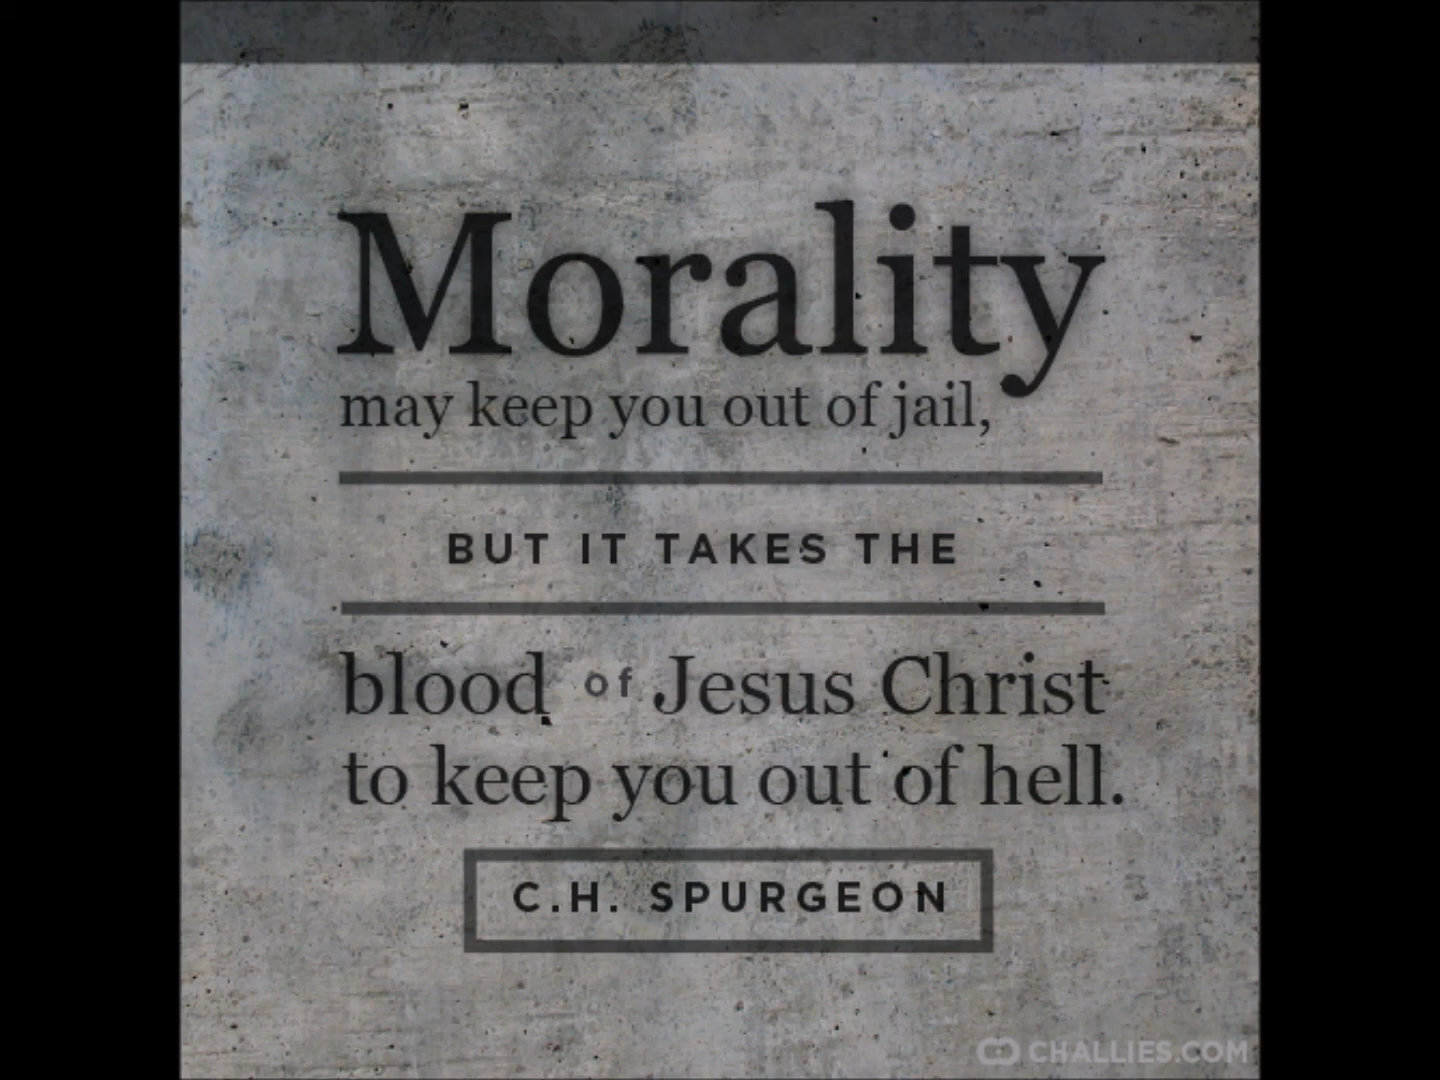 Morality
may keep you out of jail,
BUT IT TAKES THE
blood of Jesus Christ
to keep you out of hell.
C.H. SPURGEON
CHALLIES.COM